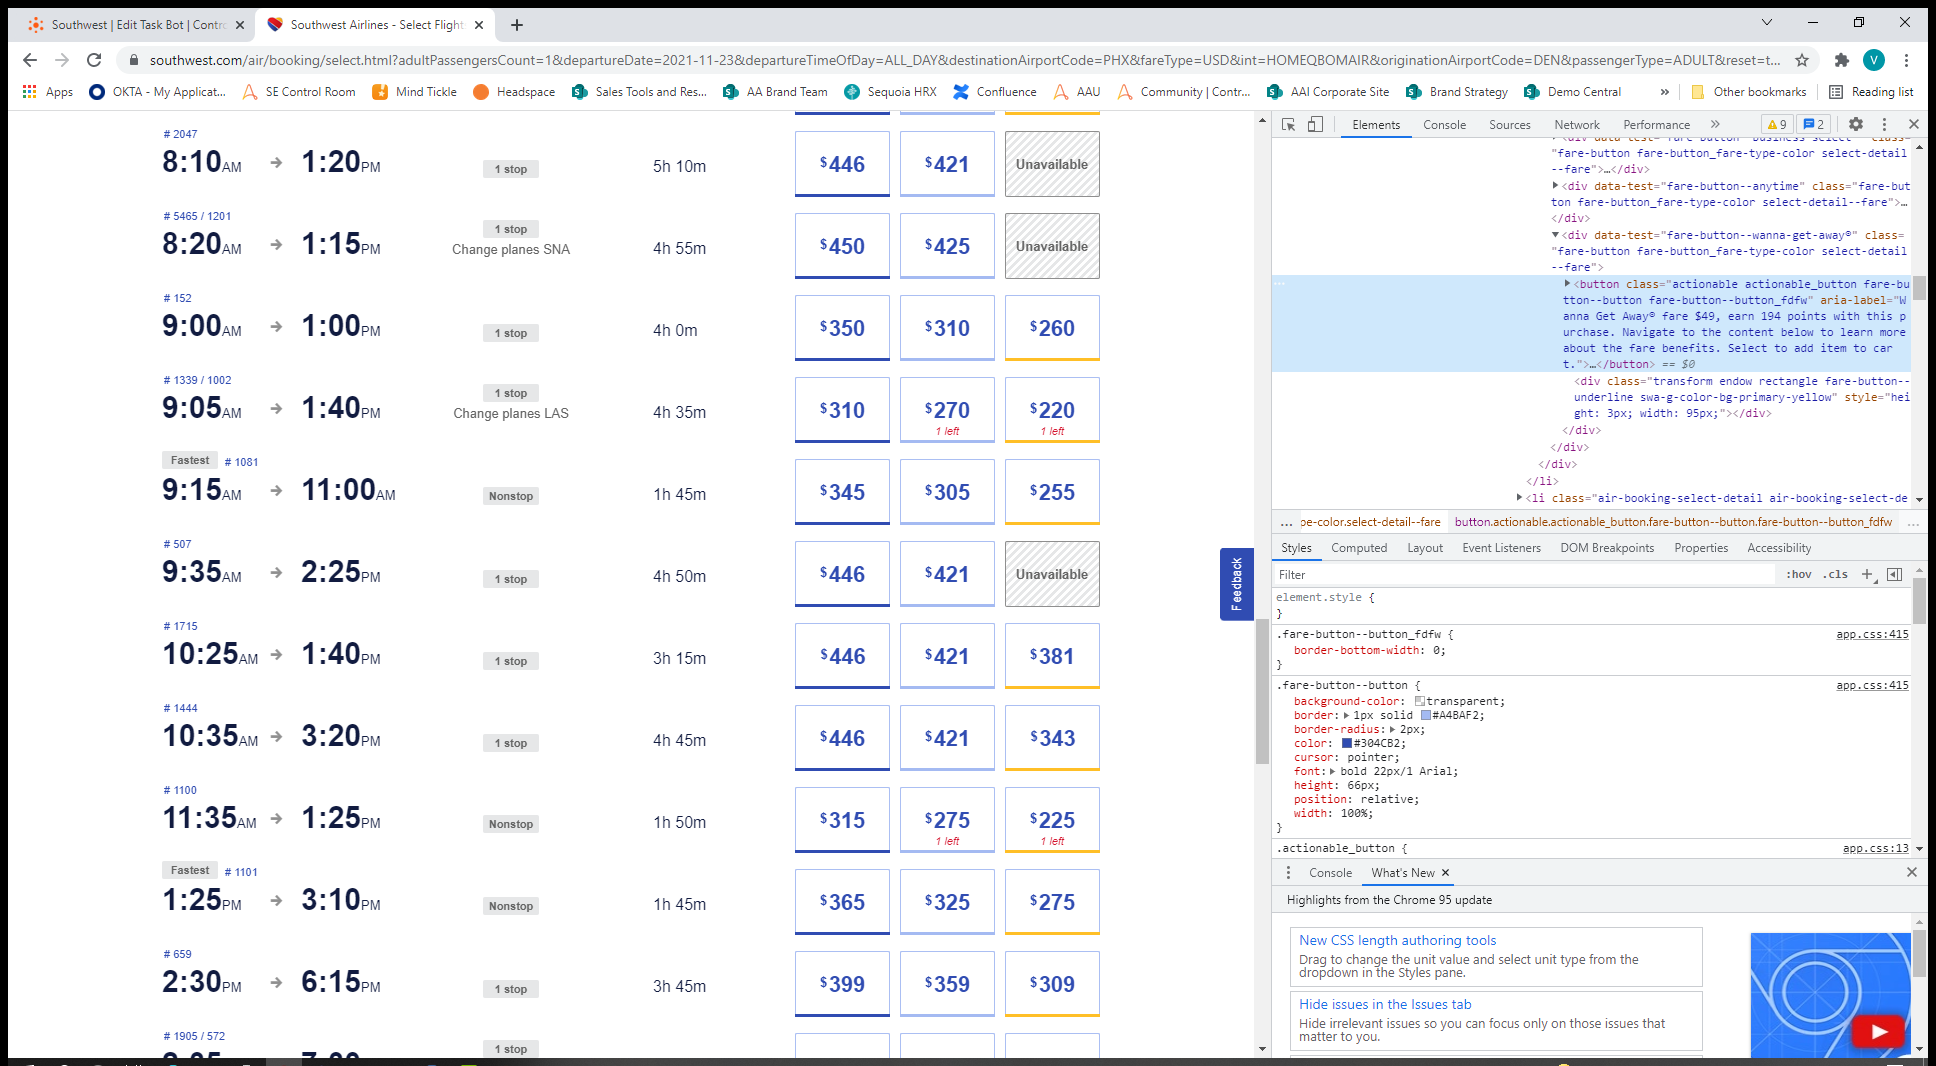 Southwest | Edit Task Bot | Contr
Southwest Airlines - Select Flight
southwest.com/air/booking/select.html?adultPassengersCount=1&departureDate=2021-11-23&departureTimeOfDay=ALL_DAY&destinationAirportCode=PHX&fareType=USD&int=HOMEQBOMAIR&originationAirportCode=DEN&passengerType=ADULT&reset=t...
V
Apps OKTA - My Applicat... SE Control Room Mind Tickle Headspace Sales Tools and Res... AA Brand Team Sequoia HRX Confluence AAU Community | Contr... AAI Corporate Site Brand Strategy Demo Central » Other bookmarks Reading list
# 2047
8:10AM 1:20PM 1 stop 5h 10m $446 $421 Unavailable
# 5465 / 1201
8:20AM 1:15PM 1 stop 4h 55m $450 $425 Unavailable
Change planes SNA
# 152
9:00AM 1:00PM 1 stop 4h 0m $350 $310 $260
# 1339 / 1002
9:05AM 1:40PM 1 stop 4h 35m $310 $270 $220
Change planes LAS
1 left 1 left
Fastest # 1081
9:15AM 11:00AM Nonstop 1h 45m $345 $305 $255
# 507
9:35AM 2:25PM 1 stop 4h 50m $446 $421 Unavailable
# 1715
10:25AM 1:40PM 1 stop 3h 15m $446 $421 $381
# 1444
10:35AM 3:20PM 1 stop 4h 45m $446 $421 $343
# 1100
11:35AM 1:25PM Nonstop 1h 50m $315 $275 $225
1 left 1 left
Fastest # 1101
1:25PM 3:10PM Nonstop 1h 45m $365 $325 $275
# 659
2:30PM 6:15PM 1 stop 3h 45m $399 $359 $309
# 1905 / 572
1 stop
Feedback
Elements Console Sources Network Performance » 9 2
"fare-button fare-button_fare-type-color select-detail
--fare">…</div>
<div data-test="fare-button--anytime" class="fare-but
ton fare-button_fare-type-color select-detail--fare">…
</div>
<div data-test="fare-button--wanna-get-away®" class=
"fare-button fare-button_fare-type-color select-detail
--fare">
<button class="actionable actionable_button fare-bu
tton--button fare-button--button_fdfw" aria-label="W
anna Get Away® fare $49, earn 194 points with this p
urchase. Navigate to the content below to learn more
about the fare benefits. Select to add item to car
t.">…</button> == $0
<div class="transform endow rectangle fare-button--
underline swa-g-color-bg-primary-yellow" style="hei
ght: 3px; width: 95px;"></div>
</div>
</div>
</div>
</li>
<li class="air-booking-select-detail air-booking-select-de
... pe-color.select-detail--fare button.actionable.actionable_button.fare-button--button.fare-button--button_fdfw ...
Styles Computed Layout Event Listeners DOM Breakpoints Properties Accessibility
Filter :hov .cls +
element.style {
}
.fare-button--button_fdfw { app.css:415
border-bottom-width: 0;
}
.fare-button--button { app.css:415
background-color: transparent;
border: 1px solid #A4BAF2;
border-radius: 2px;
color: #304CB2;
cursor: pointer;
font: bold 22px/1 Arial;
height: 66px;
position: relative;
width: 100%;
}
.actionable_button { app.css:13
Console What's New
Highlights from the Chrome 95 update
New CSS length authoring tools
Drag to change the unit value and select unit type from the
dropdown in the Styles pane.
Hide issues in the Issues tab
Hide irrelevant issues so you can focus only on those issues that
matter to you.